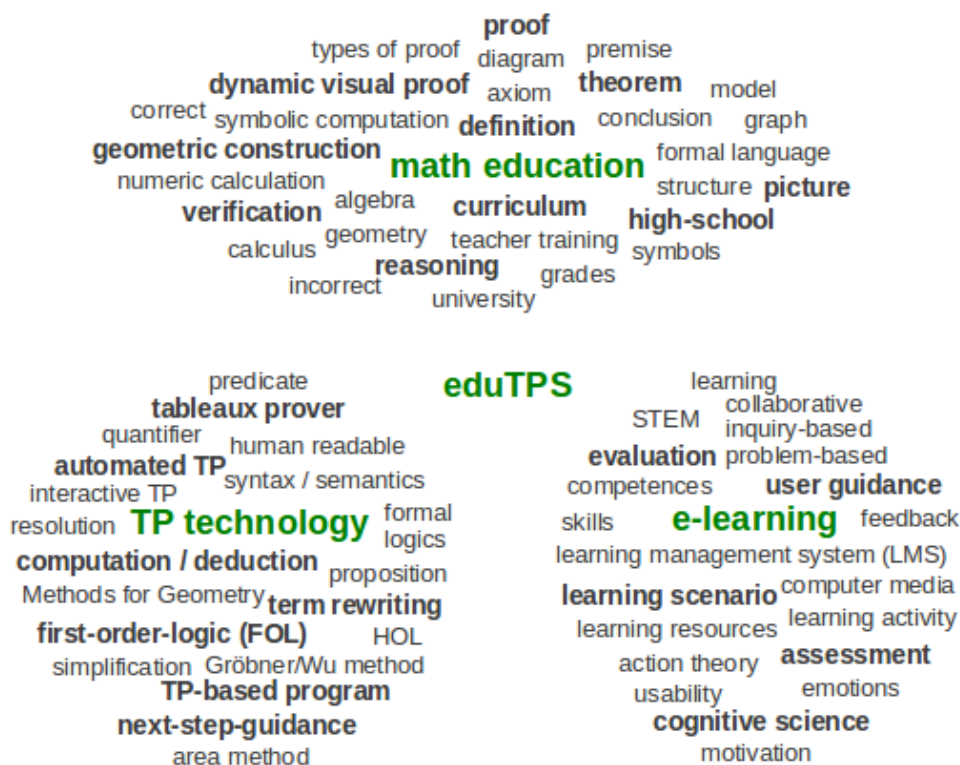 proof
types of proof diagram premise
dynamic visual proof axiom theorem model
correct symbolic computation definition conclusion graph
geometric construction math education formal language
numeric calculation structure picture
verification algebra curriculum high-school
calculus geometry teacher training symbols
incorrect reasoning grades
university
eduTPS
predicate
tableaux prover
quantifier human readable
automated TP syntax / semantics
interactive TP
resolution TP technology formal
logics
computation / deduction proposition
Methods for Geometry term rewriting
first-order-logic (FOL) HOL
simplification Gröbner/Wu method
TP-based program
next-step-guidance
area method
learning
STEM collaborative
inquiry-based
evaluation problem-based
competences user guidance
skills e-learning feedback
learning management system (LMS)
learning scenario computer media
learning resources learning activity
action theory assessment
usability emotions
cognitive science
motivation